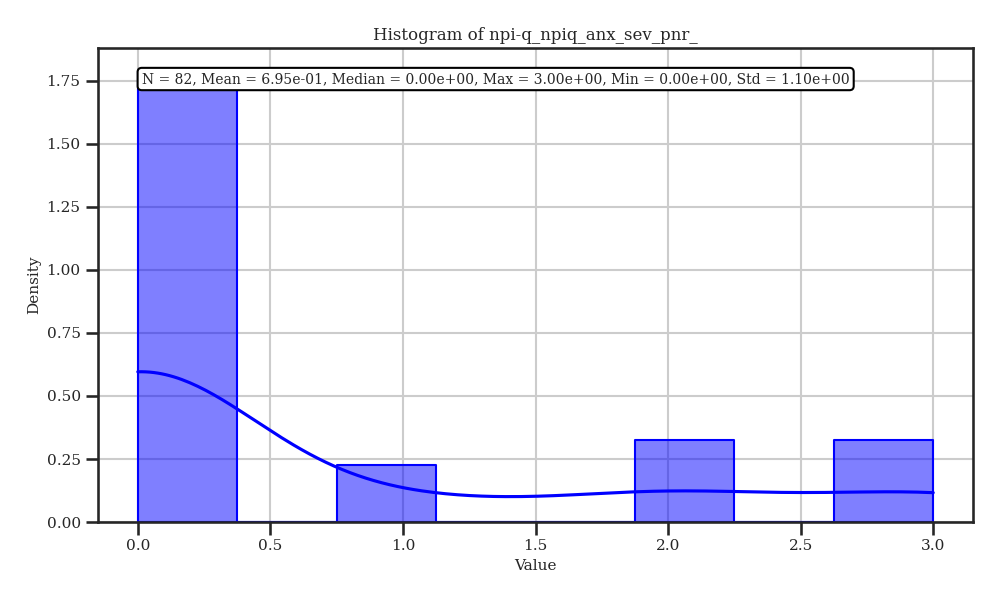 Histogram of npi-q_npiq_anx_sev_pnr_
N = 82, Mean = 6.95e-01, Median = 0.00e+00, Max = 3.00e+00, Min = 0.00e+00, Std = 1.10e+00
1.75
1.50
1.25
1.00
0.75
0.50
0.25
0.00
Density
0.0 0.5 1.0 1.5 2.0 2.5 3.0
Value